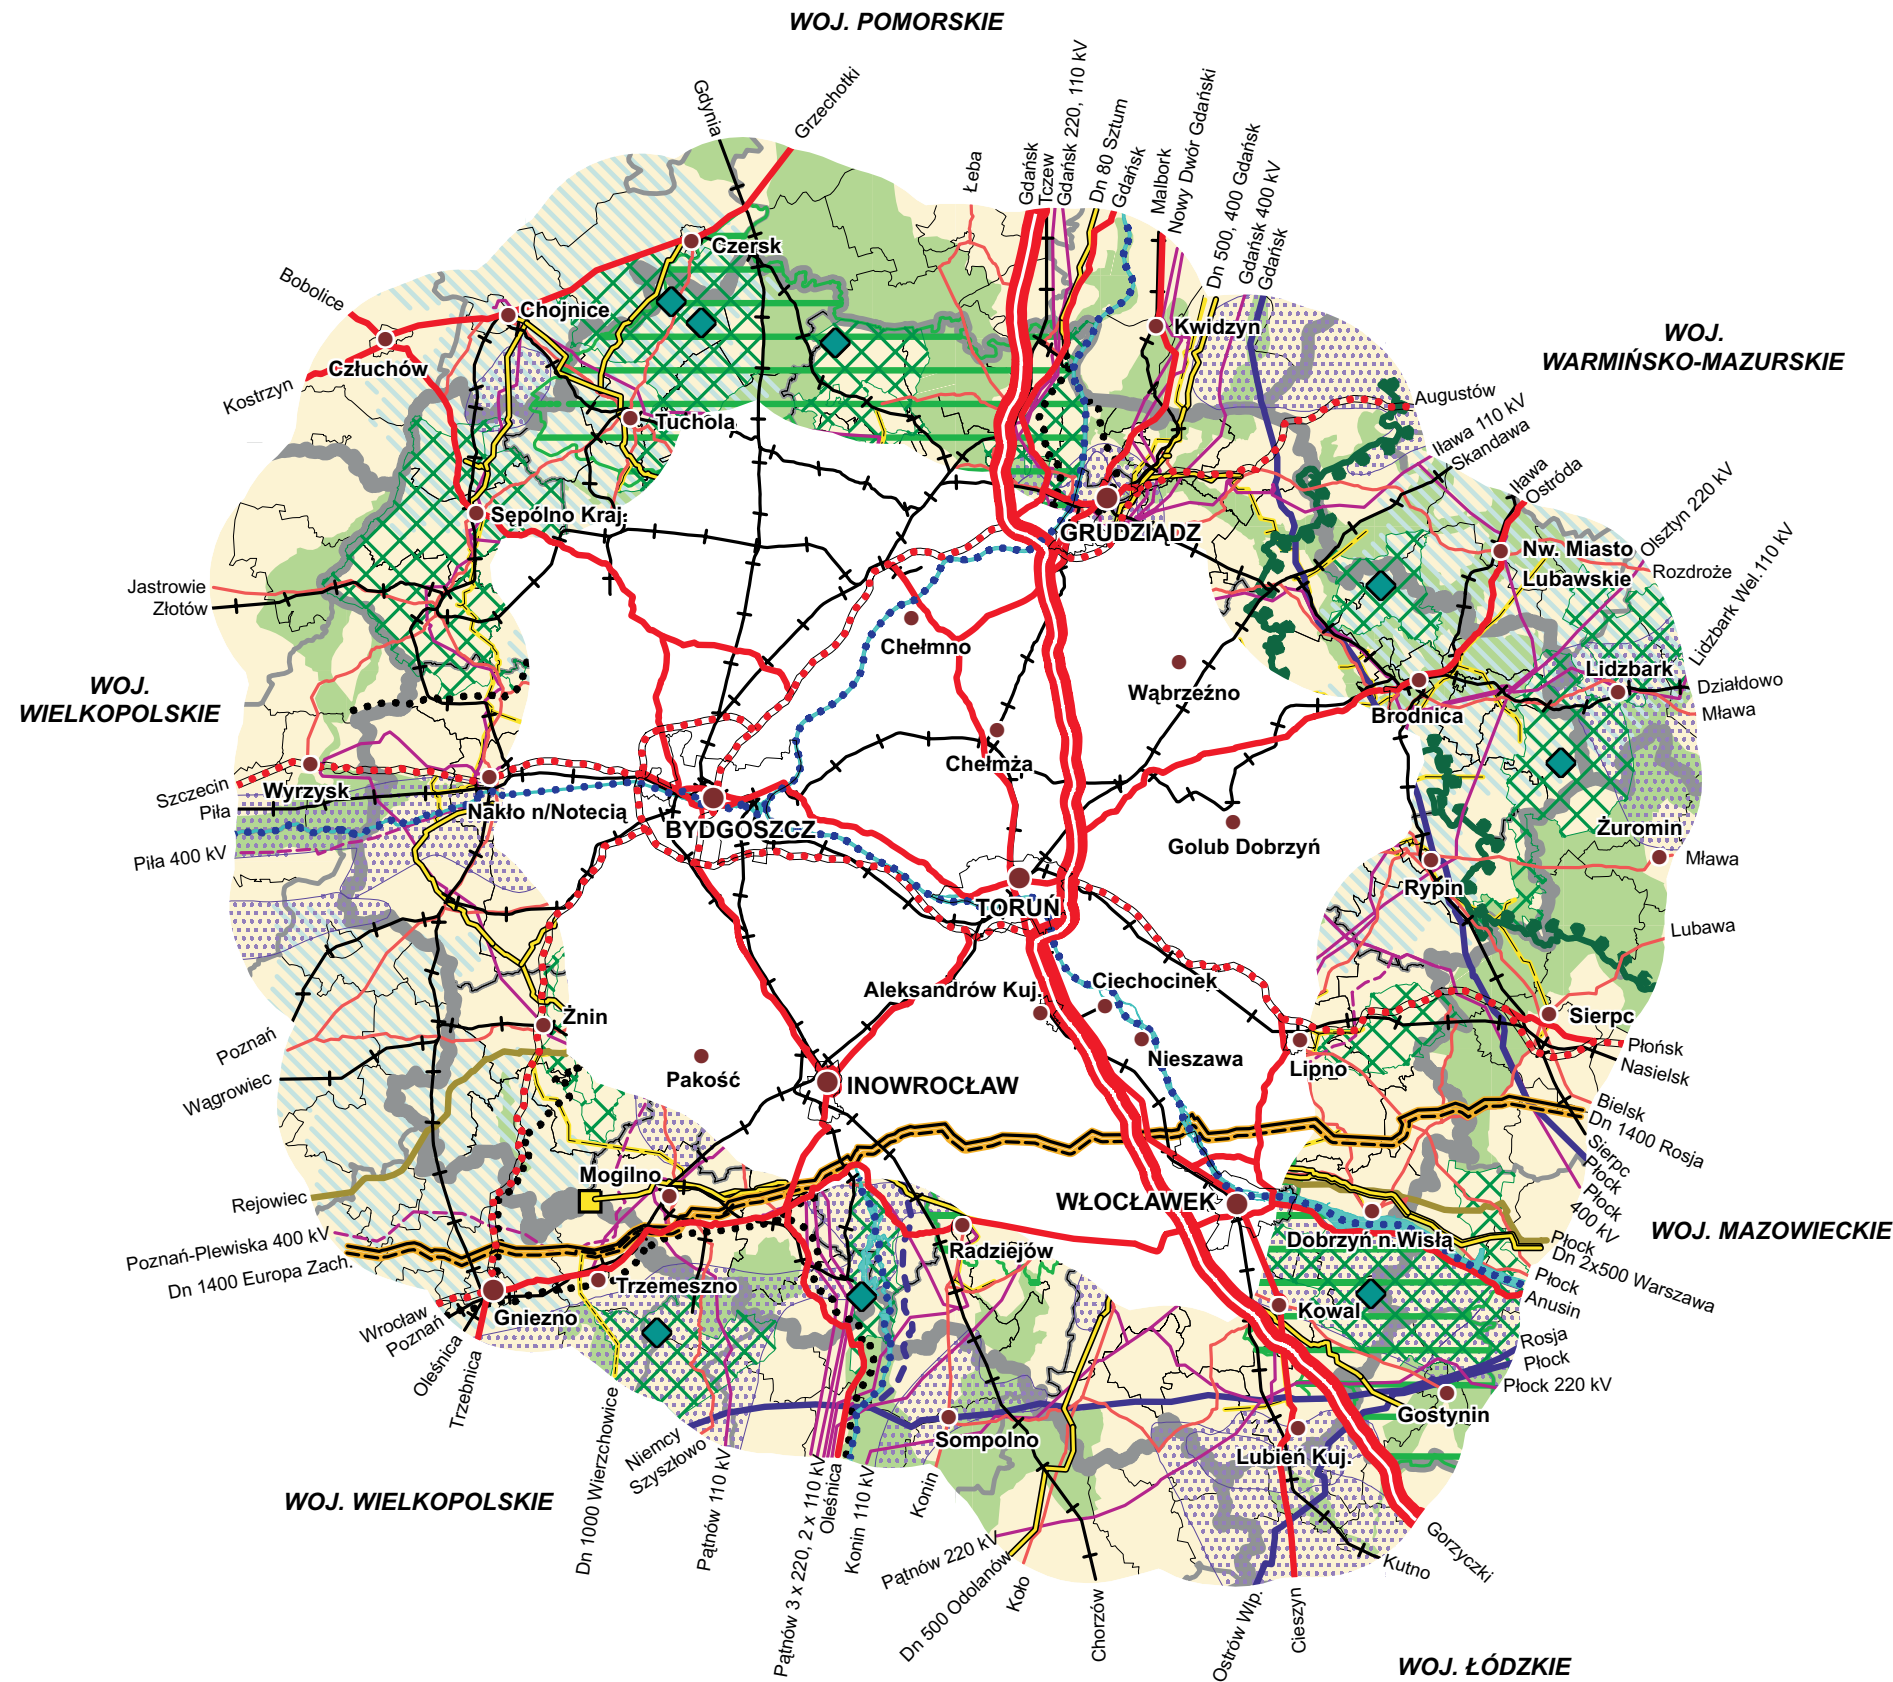 WOJ. POMORSKIE
Gdynia
Grzechotki
Łeba
Gdańsk
Tczew
Gdańsk 220, 110 kV
Dn 80 Sztum
Gdańsk
Malbork
Nowy Dwór Gdański
Dn 500, 400 Gdańsk
Gdańsk 400 kV
Gdańsk
Czersk
Bobolice
Chojnice
Kwidzyn
WOJ.
WARMIŃSKO-MAZURSKIE
Człuchów
Kostrzyn
Augustów
Tuchola
Iława 110 kV
Skandawa
Iława
Ostróda
Olsztyn 220 kV
Sępólno Kraj.
GRUDZIĄDZ
Nw. Miasto
Lubawskie
Rozdroże
Lidzbark Wel.110 kV
Jastrowie
Złotów
Chełmno
Wąbrzeźno
Lidzbark
Działdowo
Mława
WOJ.
WIELKOPOLSKIE
Brodnica
Chełmża
Szczecin
Piła
Wyrzysk
Nakło n/Notecią
BYDGOSZCZ
Golub Dobrzyń
Żuromin
Mława
Piła 400 kV
Rypin
TORUŃ
Lubawa
Aleksandrów Kuj.
Ciechocinek
Żnin
Sierpc
Poznań
Nieszawa
Płońsk
Nasielsk
Lipno
Pakość
INOWROCŁAW
Wągrowiec
Bielsk
Dn 1400 Rosja
Sierpc
Płock
Płock
400 kV
Mogilno
Rejowiec
WŁOCŁAWEK
WOJ. MAZOWIECKIE
Poznań-Plewiska 400 kV
Dn 1400 Europa Zach.
Radziejów
Dobrzyń n.Wisłą
Płock
Dn 2x500 Warszawa
Płock
Anusin
Trzemeszno
Gniezno
Kowal
Wrocław
Poznań
Oleśnica
Trzebnica
Rosja
Płock
Płock 220 kV
Gostynin
Niemcy
Szyszłowo
Sompolno
Lubień Kuj.
WOJ. WIELKOPOLSKIE
Dn 1000 Wierzchowice
Pątnów 110 kV
Pątnów 3 x 220, 2 x 110 kV
Oleśnica
Konin 110 kV
Konin
Pątnów 220 kV
Dn 500 Odolanów
Koło
Chorzów
Ostrów Wlp.
Cieszyn
Kutno
Gorzyczki
WOJ. ŁÓDZKIE